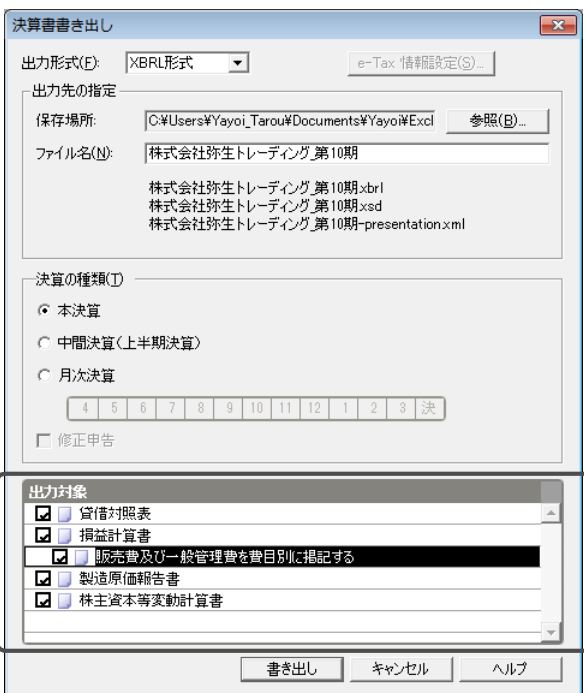 決算書書き出し
出力形式(F): XBRL形式 e-Tax 情報設定(S)...
出力先の指定
保存場所: C:¥Users¥Yayoi_Tarou¥Documents¥Yayoi¥Excl 参照(B)...
ファイル名(N): 株式会社弥生トレーディング_第10期
株式会社弥生トレーディング_第10期.xbrl
株式会社弥生トレーディング_第10期.xsd
株式会社弥生トレーディング_第10期-presentation.xml
決算の種類(T)
本決算
中間決算(上半期決算)
月次決算
4 5 6 7 8 9 10 11 12 1 2 3 決
修正申告
出力対象
貸借対照表
損益計算書
販売費及び一般管理費を費目別に掲記する
製造原価報告書
株主資本等変動計算書
書き出し キャンセル ヘルプ